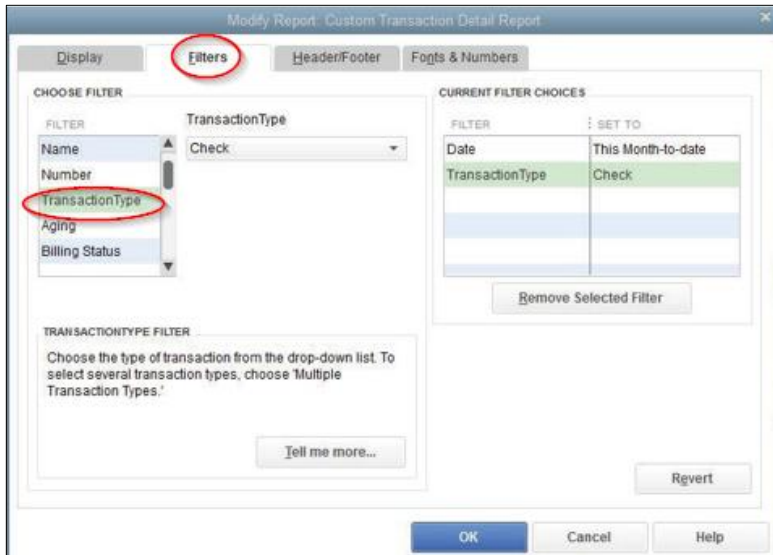 Modify Report: Custom Transaction Detail Report
Display
Filters
Header/Footer
Fonts & Numbers
CHOOSE FILTER
FILTER
Name
Number
TransactionType
Aging
Billing Status
TransactionType
Check
TRANSACTIONTYPE FILTER
Choose the type of transaction from the drop-down list. To
select several transaction types, choose 'Multiple
Transaction Types.'
Tell me more...
CURRENT FILTER CHOICES
FILTER SET TO
Date This Month-to-date
TransactionType Check
Remove Selected Filter
Revert
OK Cancel Help